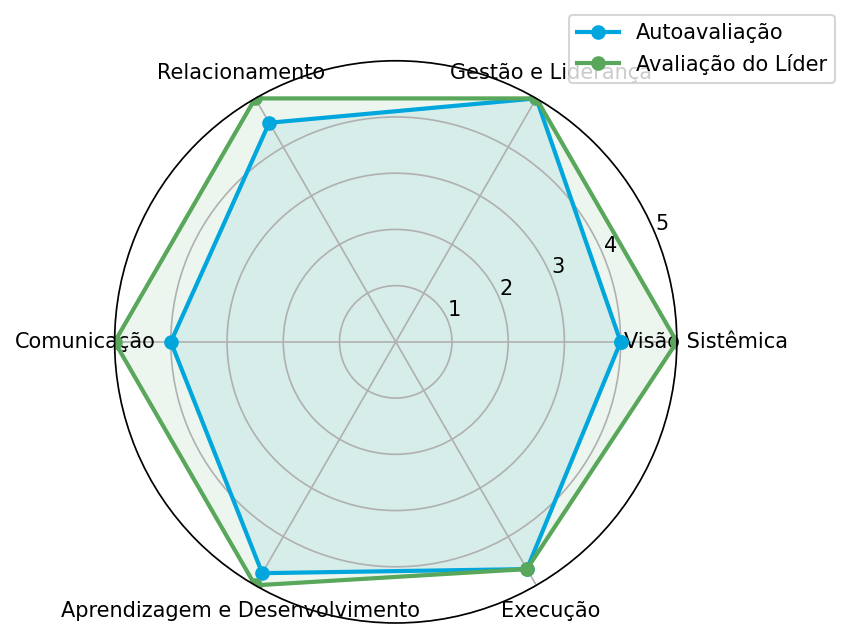 Autoavaliação
Avaliação do Líder
Relacionamento
Gestão e Liderança
5
4
3
2
1
Comunicação
Visão Sistêmica
Aprendizagem e Desenvolvimento
Execução